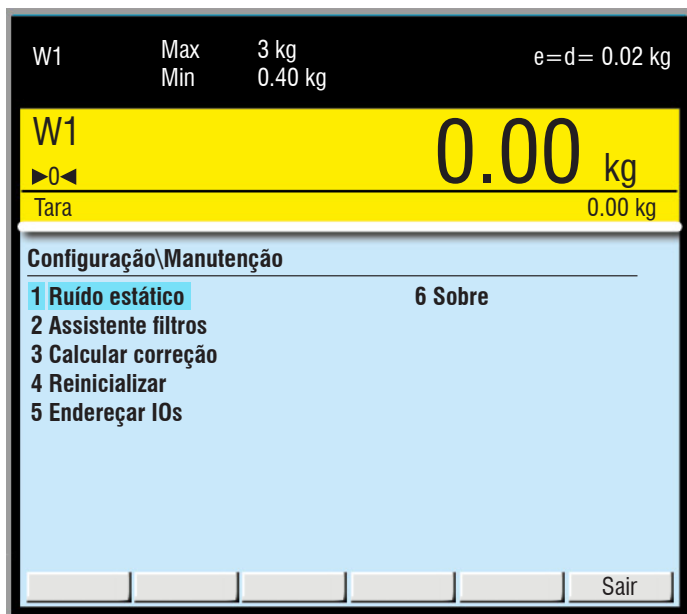 W1 Max 3 kg e=d= 0.02 kg
Min 0.40 kg
W1 0.00 kg
►0◄
Tara 0.00 kg
Configuração\Manutenção
1 Ruído estático 6 Sobre
2 Assistente filtros
3 Calcular correção
4 Reinicializar
5 Endereçar IOs
Sair